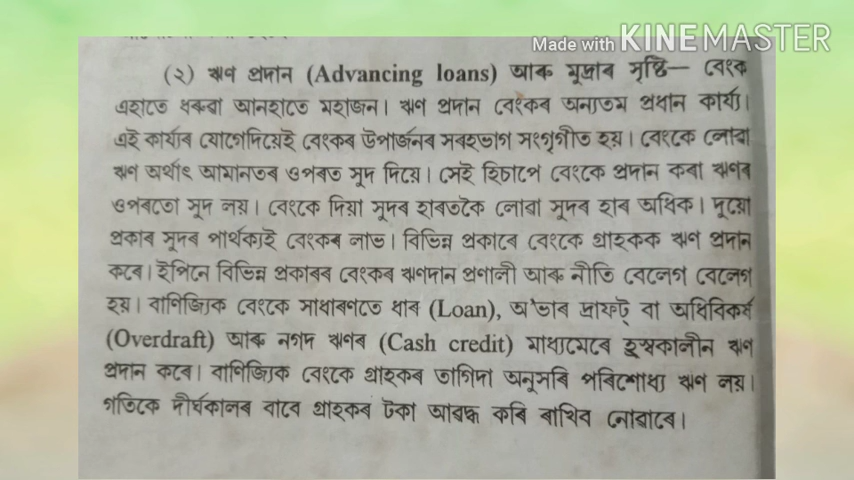 Made with KINEMASTER
(২) ঋণ প্ৰদান (Advancing loans) আৰু মুদ্ৰাৰ সৃষ্টি— বেংক
এহাতে ধৰুৱা আনহাতে মহাজন। ঋণ প্ৰদান বেংকৰ অন্যতম প্ৰধান কাৰ্য্য।
এই কাৰ্য্যৰ যোগেদিয়েই বেংকৰ উপাৰ্জনৰ সৰহভাগ সংগৃহীত হয়। বেংকে লোৱা
ঋণ অৰ্থাৎ আমানতৰ ওপৰত সুদ দিয়ে। সেই হিচাপে বেংকে প্ৰদান কৰা ঋণৰ
ওপৰতো সুদ লয়। বেংকে দিয়া সুদৰ হাৰতকৈ লোৱা সুদৰ হাৰ অধিক। দুয়ো
প্ৰকাৰ সুদৰ পাৰ্থক্যই বেংকৰ লাভ। বিভিন্ন প্ৰকাৰে বেংকে গ্ৰাহকক ঋণ প্ৰদান
কৰে। ইপিনে বিভিন্ন প্ৰকাৰৰ বেংকৰ ঋণদান প্ৰণালী আৰু নীতি বেলেগ বেলেগ
হয়। বাণিজ্যিক বেংকে সাধাৰণতে ধাৰ (Loan), অ'ভাৰ ড্ৰাফট্ বা অধিবিকৰ্ষ
(Overdraft) আৰু নগদ ঋণৰ (Cash credit) মাধ্যমেৰে হ্ৰস্বকালীন ঋণ
প্ৰদান কৰে। বাণিজ্যিক বেংকে গ্ৰাহকৰ তাগিদা অনুসৰি পৰিশোধ্য ঋণ লয়।
গতিকে দীৰ্ঘকালৰ বাবে গ্ৰাহকৰ টকা আৱদ্ধ কৰি ৰাখিব নোৱাৰে।